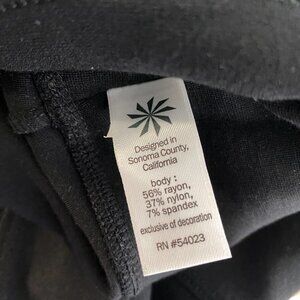 Designed in
Sonoma County,
California
body :
56% rayon,
37% nylon,
7% spandex
exclusive of decoration
RN #54023